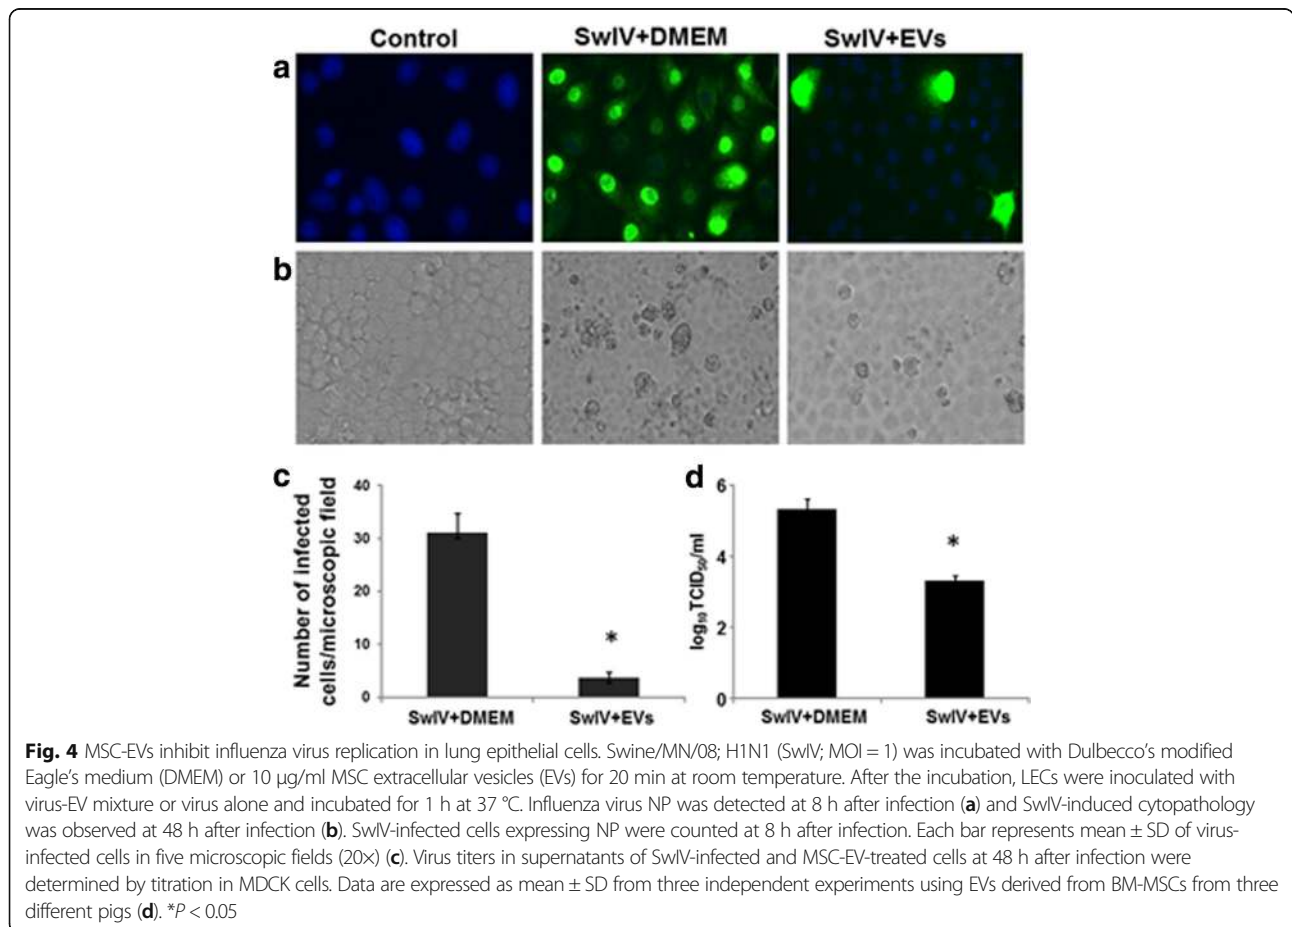 Control SwIV+DMEM SwIV+EVs
a
b
c
d
Number of infected
cells/microscopic field
40
30
20
10
0
*
SwIV+DMEM SwIV+EVs
log₁₀TCID₅₀/ml
6
4
2
0
*
SwIV+DMEM SwIV+EVs
Fig. 4 MSC-EVs inhibit influenza virus replication in lung epithelial cells. Swine/MN/08; H1N1 (SwIV; MOI = 1) was incubated with Dulbecco's modified
Eagle's medium (DMEM) or 10 μg/ml MSC extracellular vesicles (EVs) for 20 min at room temperature. After the incubation, LECs were inoculated with
virus-EV mixture or virus alone and incubated for 1 h at 37 °C. Influenza virus NP was detected at 8 h after infection (a) and SwIV-induced cytopathology
was observed at 48 h after infection (b). SwIV-infected cells expressing NP were counted at 8 h after infection. Each bar represents mean ± SD of virus-
infected cells in five microscopic fields (20×) (c). Virus titers in supernatants of SwIV-infected and MSC-EV-treated cells at 48 h after infection were
determined by titration in MDCK cells. Data are expressed as mean ± SD from three independent experiments using EVs derived from BM-MSCs from three
different pigs (d). *P < 0.05